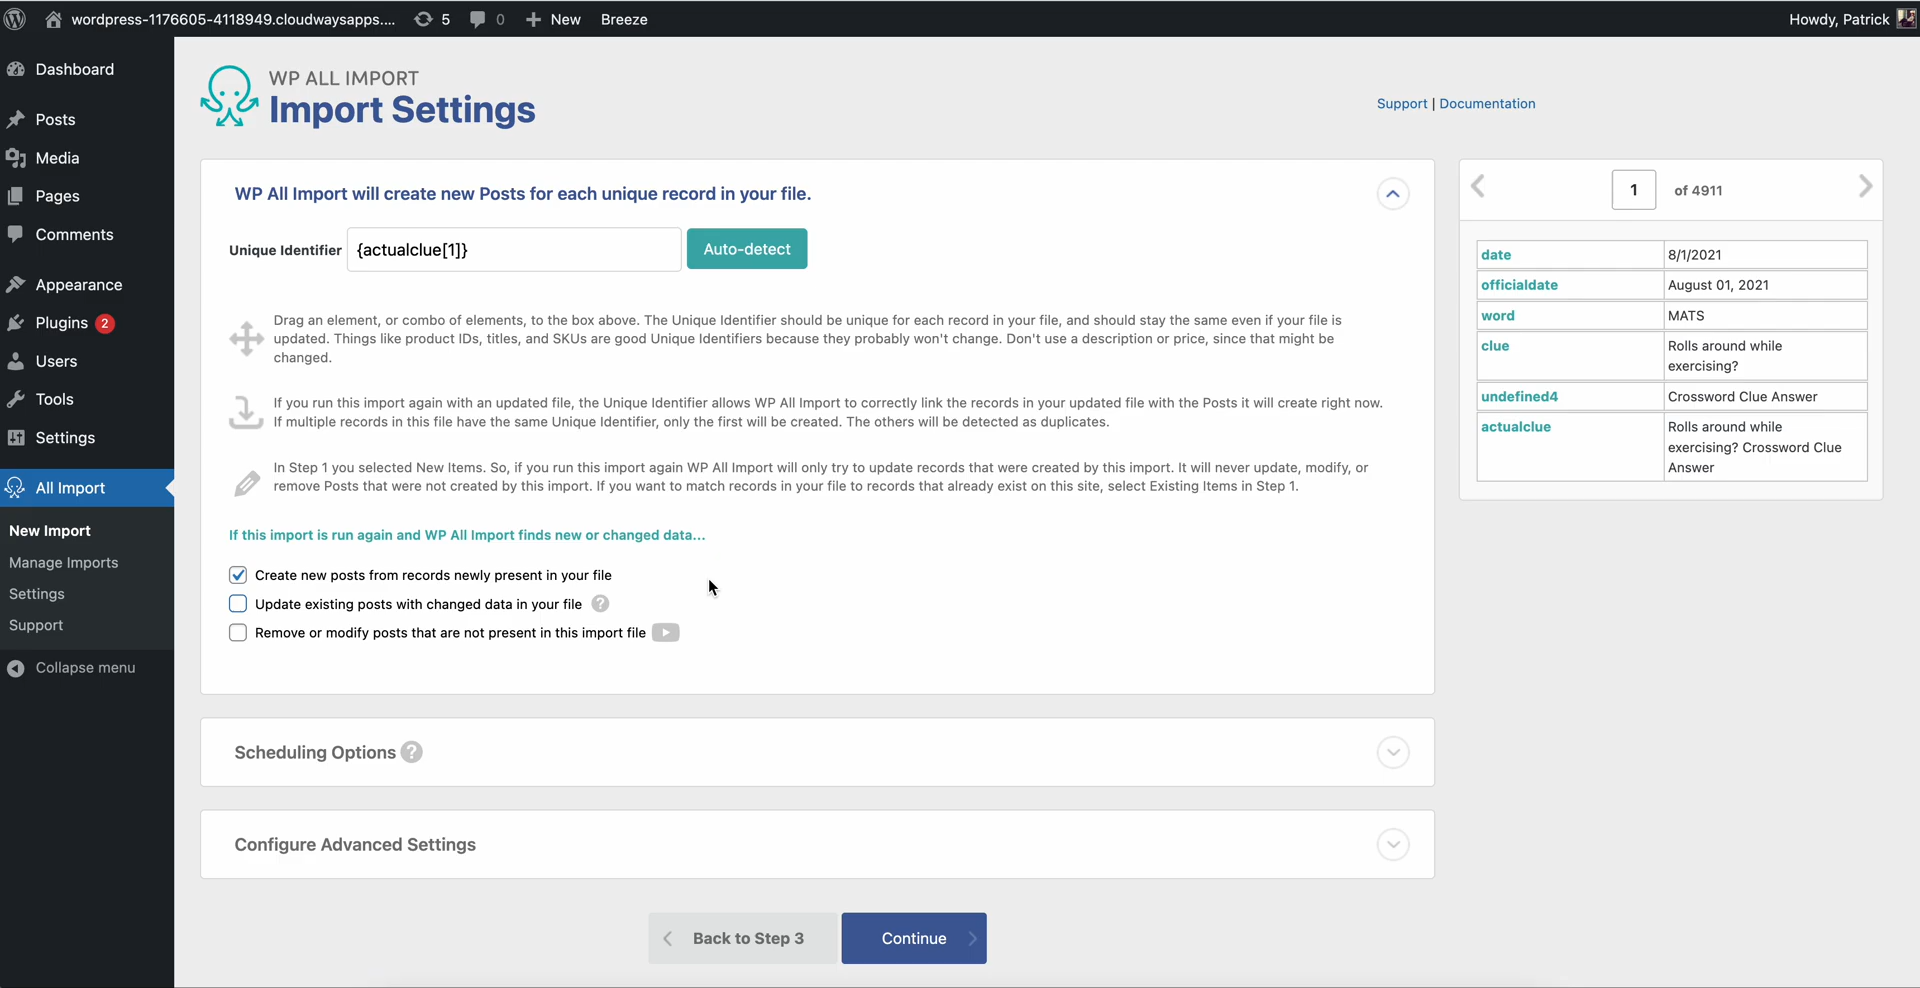 wordpress-1176605-4118949.cloudwaysapps.... 5 0 New Breeze Howdy, Patrick
Dashboard
Posts
Media
Pages
Comments
Appearance
Plugins 2
Users
Tools
Settings
All Import
New Import
Manage Imports
Settings
Support
Collapse menu
WP ALL IMPORT
Import Settings
Support | Documentation
WP All Import will create new Posts for each unique record in your file.
Unique Identifier {actualclue[1]} Auto-detect
Drag an element, or combo of elements, to the box above. The Unique Identifier should be unique for each record in your file, and should stay the same even if your file is
updated. Things like product IDs, titles, and SKUs are good Unique Identifiers because they probably won't change. Don't use a description or price, since that might be
changed.
If you run this import again with an updated file, the Unique Identifier allows WP All Import to correctly link the records in your updated file with the Posts it will create right now.
If multiple records in this file have the same Unique Identifier, only the first will be created. The others will be detected as duplicates.
In Step 1 you selected New Items. So, if you run this import again WP All Import will only try to update records that were created by this import. It will never update, modify, or
remove Posts that were not created by this import. If you want to match records in your file to records that already exist on this site, select Existing Items in Step 1.
If this import is run again and WP All Import finds new or changed data...
Create new posts from records newly present in your file
Update existing posts with changed data in your file ?
Remove or modify posts that are not present in this import file
Scheduling Options ?
Configure Advanced Settings
Back to Step 3 Continue
1 of 4911
date 8/1/2021
officialdate August 01, 2021
word MATS
clue Rolls around while
exercising?
undefined4 Crossword Clue Answer
actualclue Rolls around while
exercising? Crossword Clue
Answer